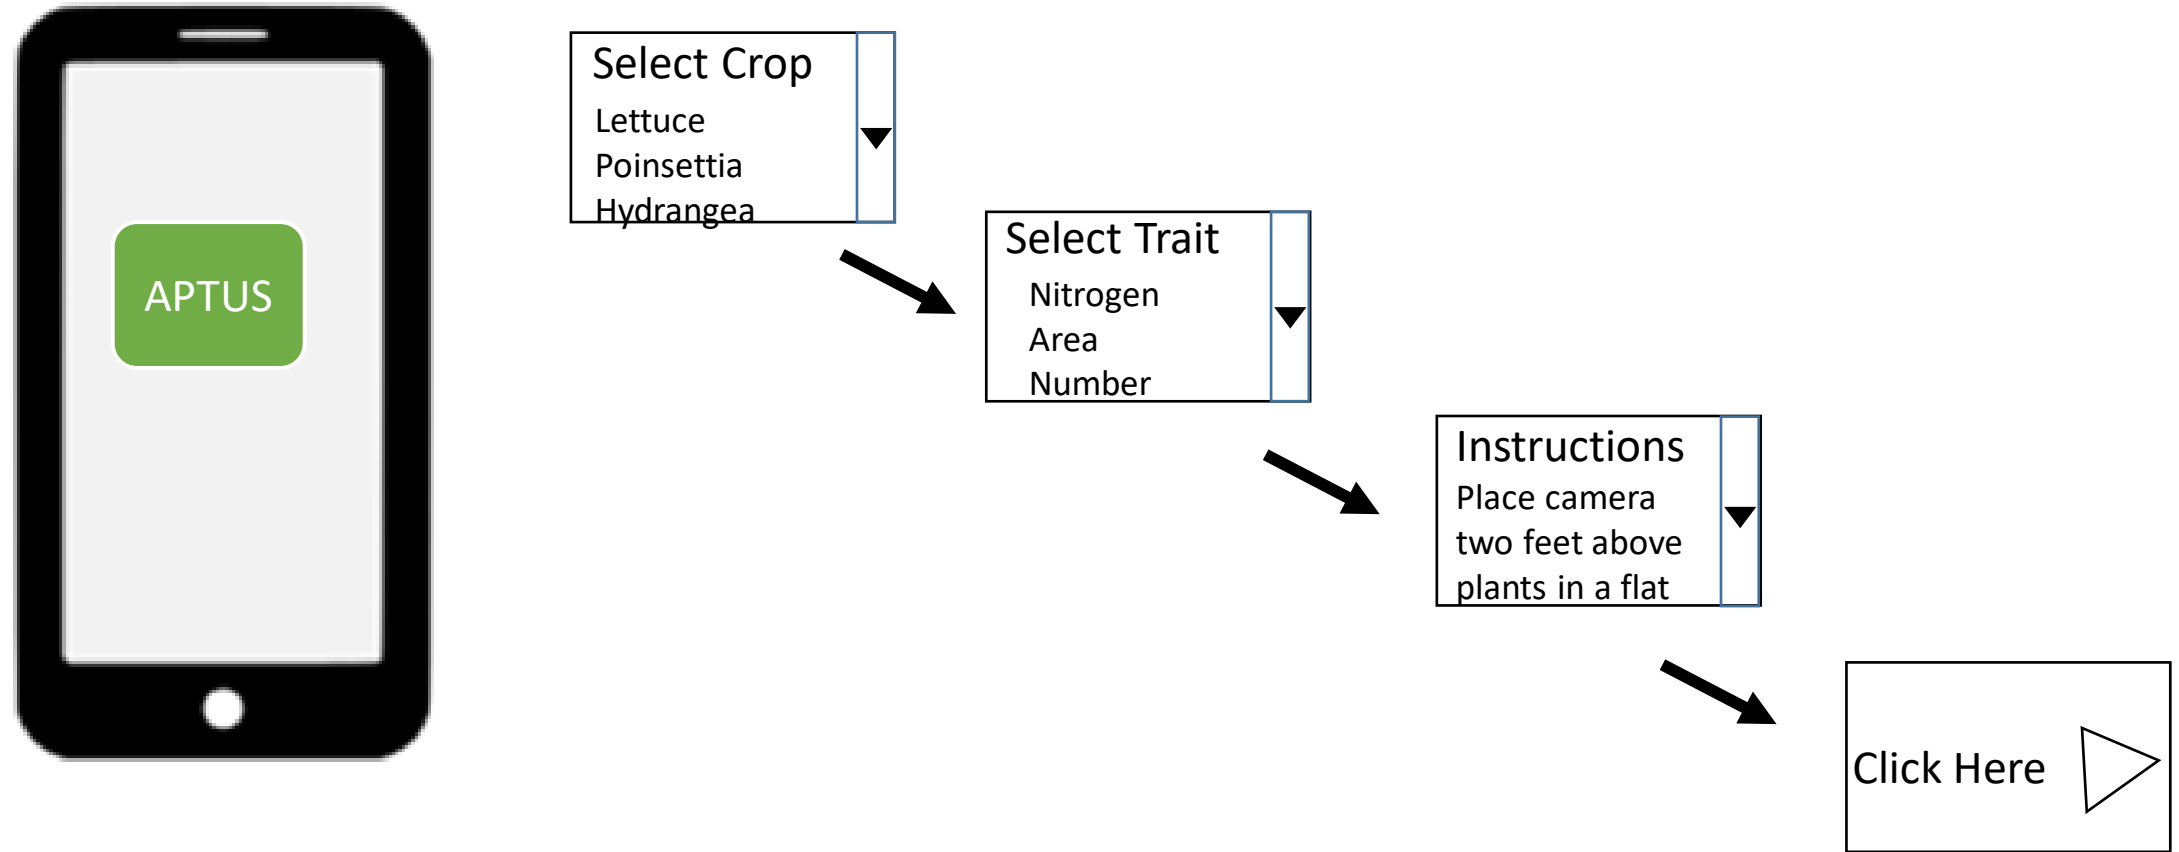 APTUS
Select Crop
Lettuce
Poinsettia
Hydrangea
Select Trait
Nitrogen
Area
Number
Instructions
Place camera
two feet above
plants in a flat
Click Here